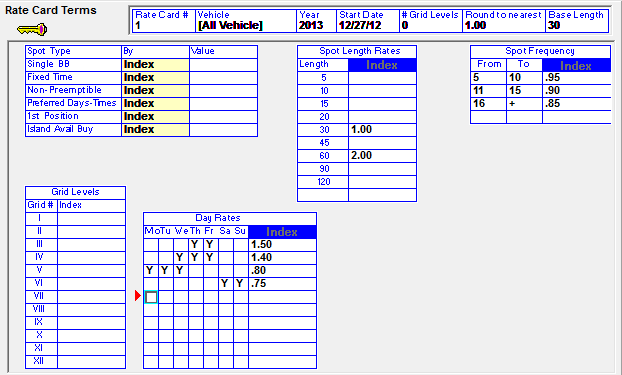 Rate Card Terms
Rate Card # Vehicle Year Start Date # Grid Levels Round to nearest Base Length
1 [All Vehicle] 2013 12/27/12 0 1.00 30
Spot Type By Value
Single BB Index
Fixed Time Index
Non-Preemptible Index
Preferred Days-Times Index
1st Position Index
Island Avail Buy Index
Spot Length Rates
Length Index
5
10
15
20
30 1.00
45
60 2.00
90
120
Spot Frequency
From To Index
5 10 .95
11 15 .90
16 + .85
Grid Levels
Grid # Index
I
II
III
IV
V
VI
VII
VIII
IX
X
XI
XII
Day Rates
Mo Tu We Th Fr Sa Su Index
Y Y 1.50
Y Y Y 1.40
Y Y Y .80
Y Y .75